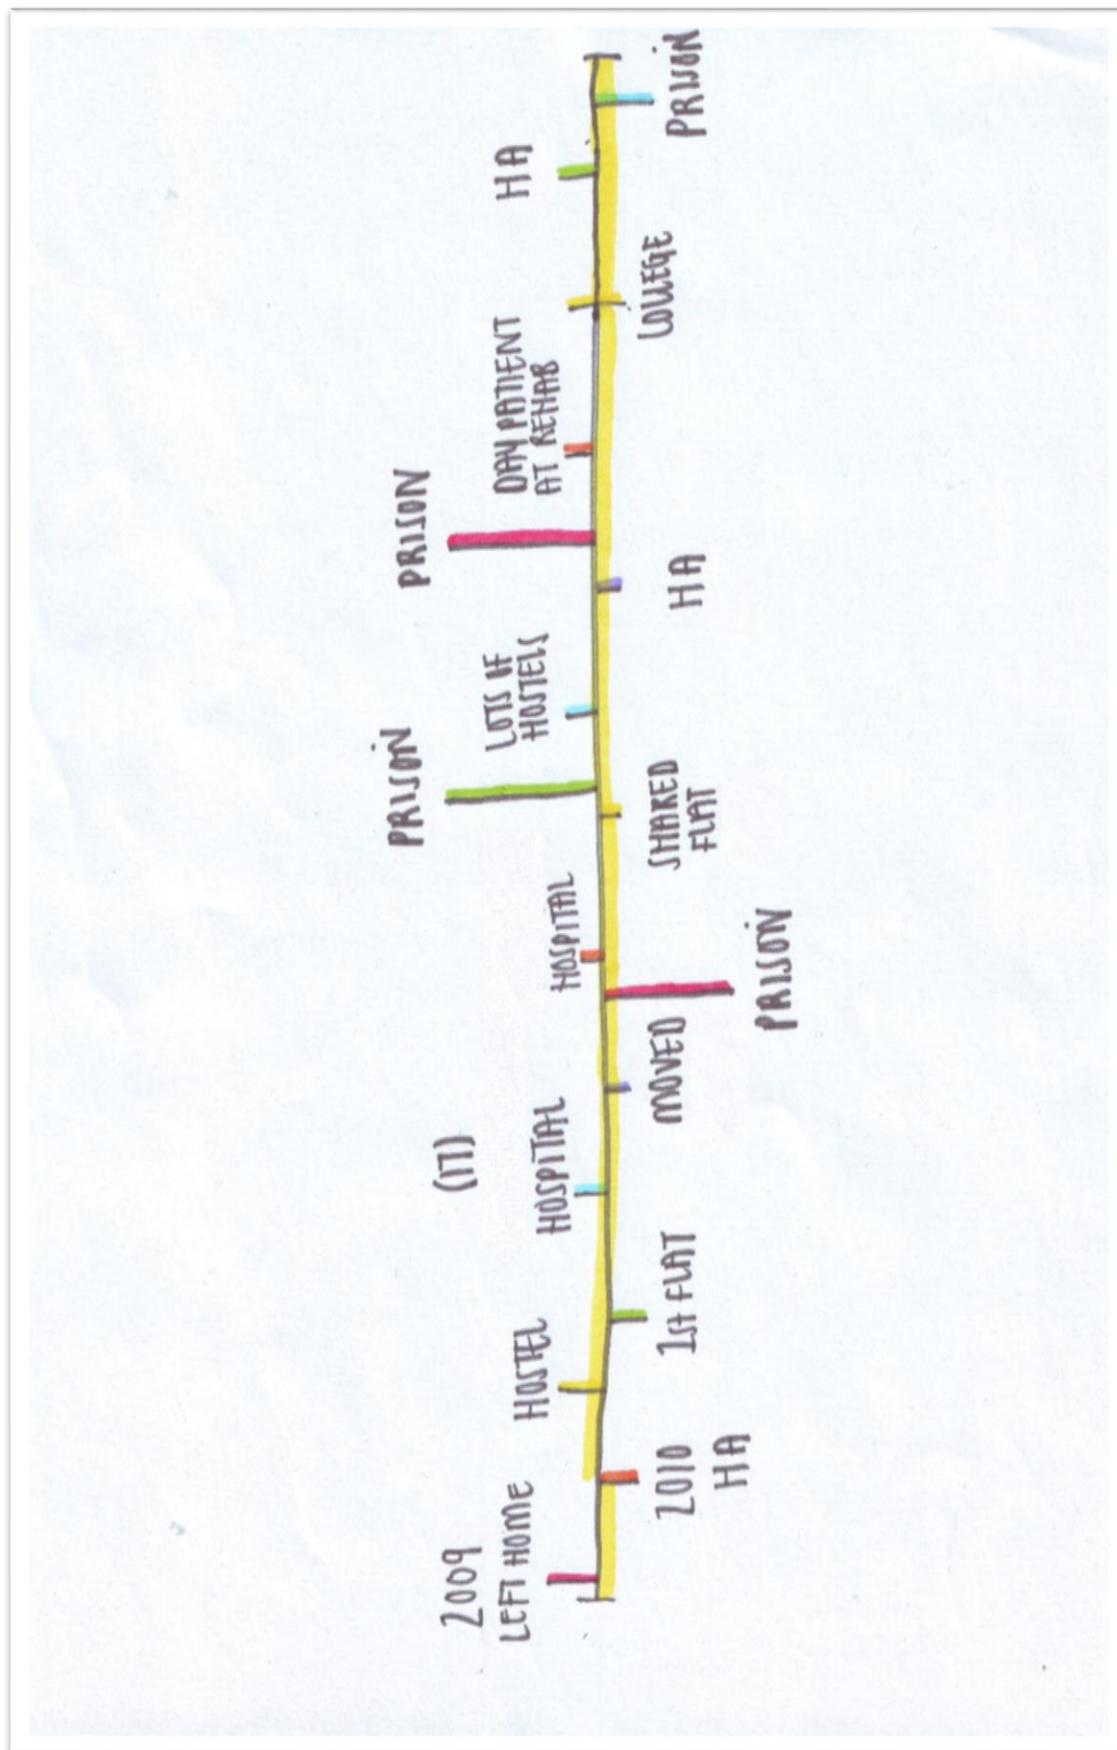 2009
LEFT HOME
2010
HA
HOSTEL
1ST FLAT
HOSPITAL
(IT)
MOVED
PRISON
HOSPITAL
SHARED
FLAT
PRISON
LOTS OF
HOSTELS
HA
PRISON
DAY PATIENT
AT REHAB
COLLEGE
HA
PRISON